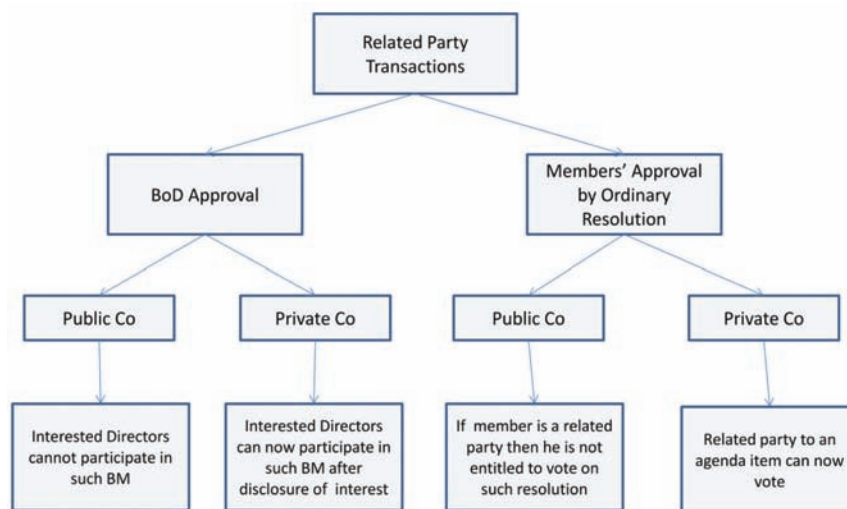 Related Party
Transactions
BoD Approval
Members’ Approval
by Ordinary
Resolution
Public Co
Private Co
Public Co
Private Co
Interested Directors
cannot participate in
such BM
Interested Directors
can now participate in
such BM after
disclosure of interest
If member is a related
party then he is not
entitled to vote on
such resolution
Related party to an
agenda item can now
vote